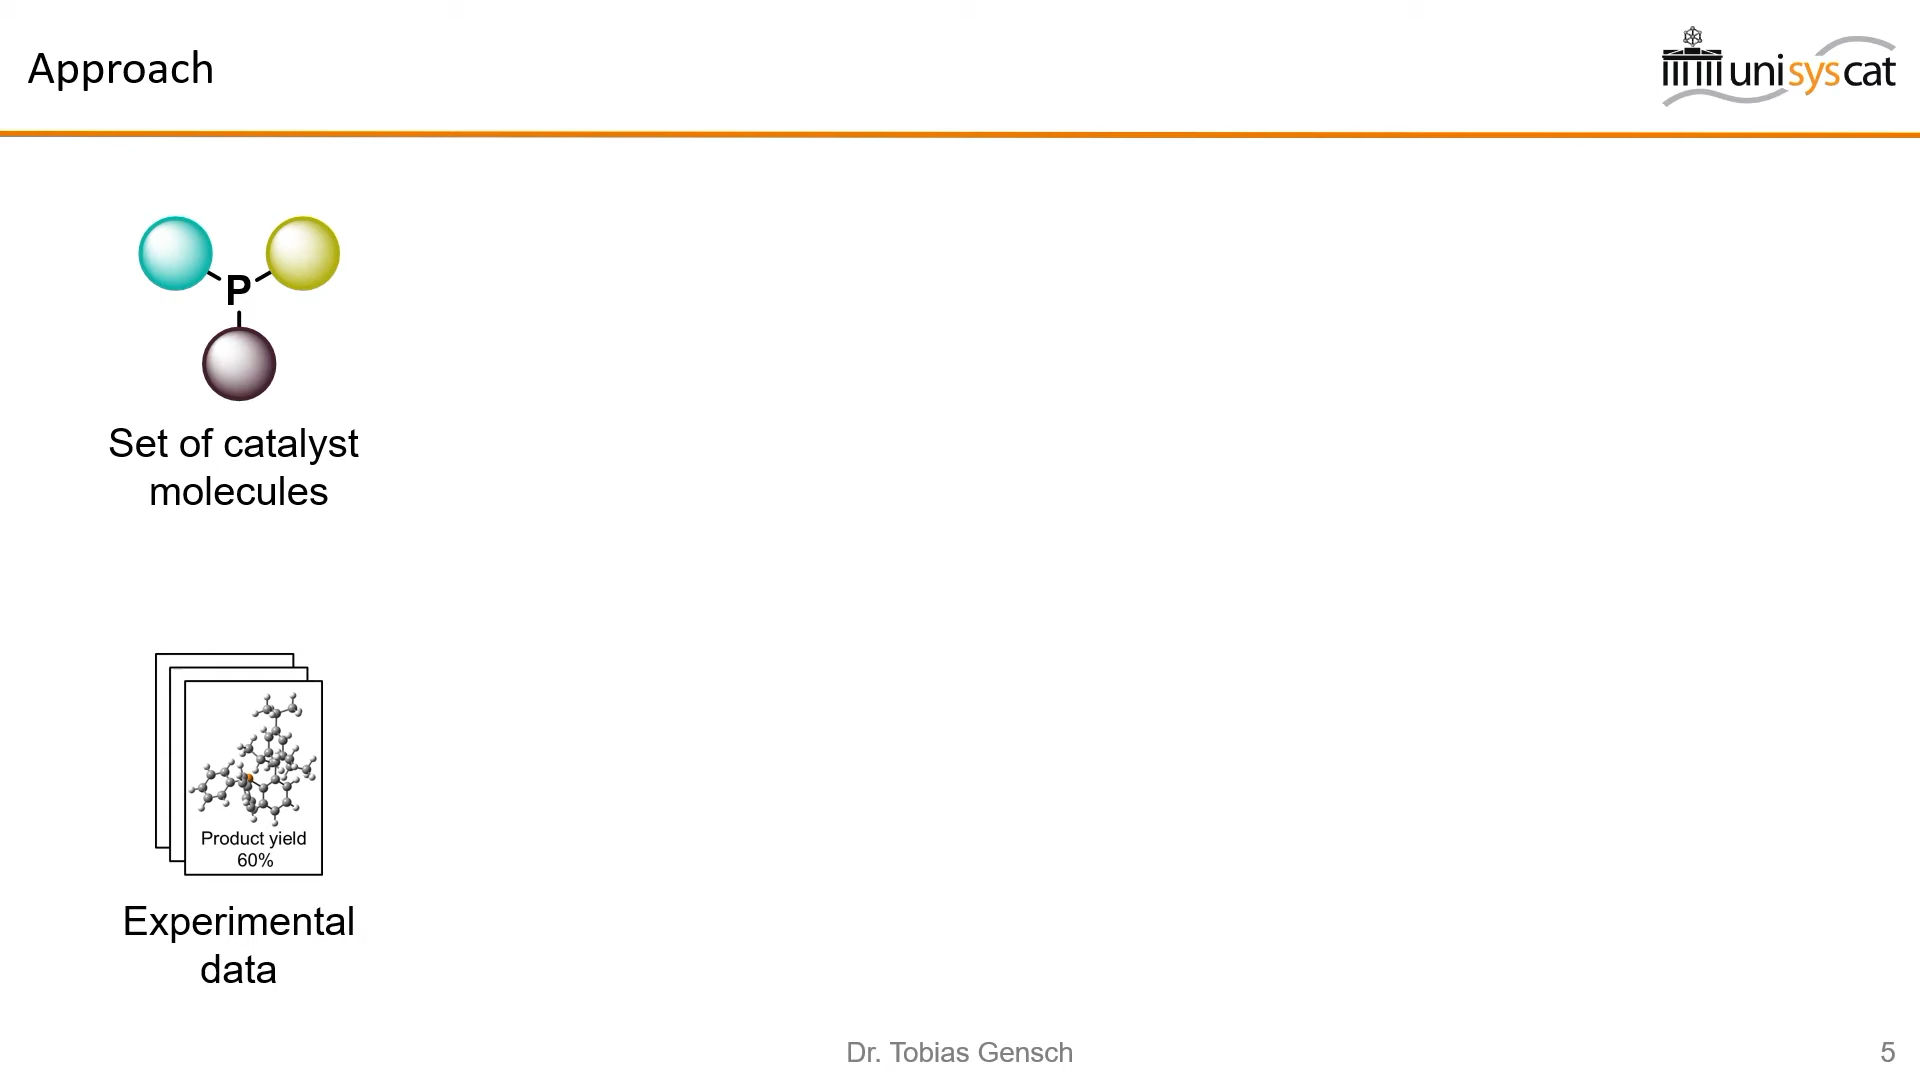 Approach
unisyscat
P
Set of catalyst
molecules
Product yield
60%
Experimental
data
Dr. Tobias Gensch
5